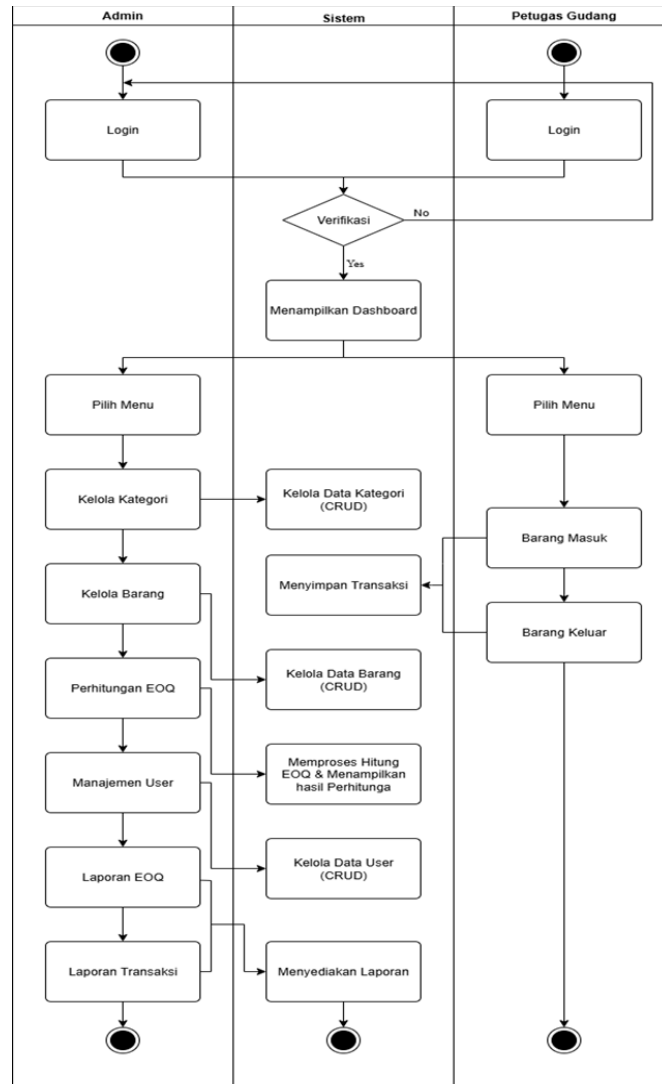 Admin
Sistem
Petugas Gudang
Login
Login
Verifikasi
No
Yes
Menampilkan Dashboard
Pilih Menu
Pilih Menu
Kelola Kategori
Kelola Data Kategori
(CRUD)
Barang Masuk
Menyimpan Transaksi
Kelola Barang
Barang Keluar
Kelola Data Barang
(CRUD)
Perhitungan EOQ
Memproses Hitung
EOQ & Menampilkan
hasil Perhitunga
Manajemen User
Kelola Data User
(CRUD)
Laporan EOQ
Laporan Transaksi
Menyediakan Laporan